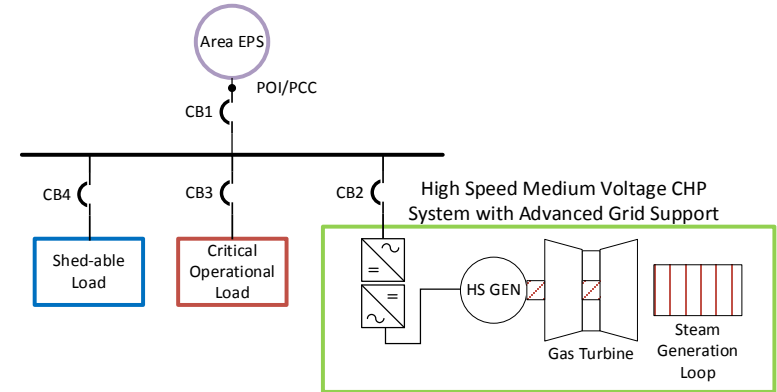 Area EPS
POI/PCC
CB1
CB4
CB3
CB2
High Speed Medium Voltage CHP
System with Advanced Grid Support
Shed-able
Load
Critical
Operational
Load
HS GEN
Gas Turbine
Steam
Generation
Loop